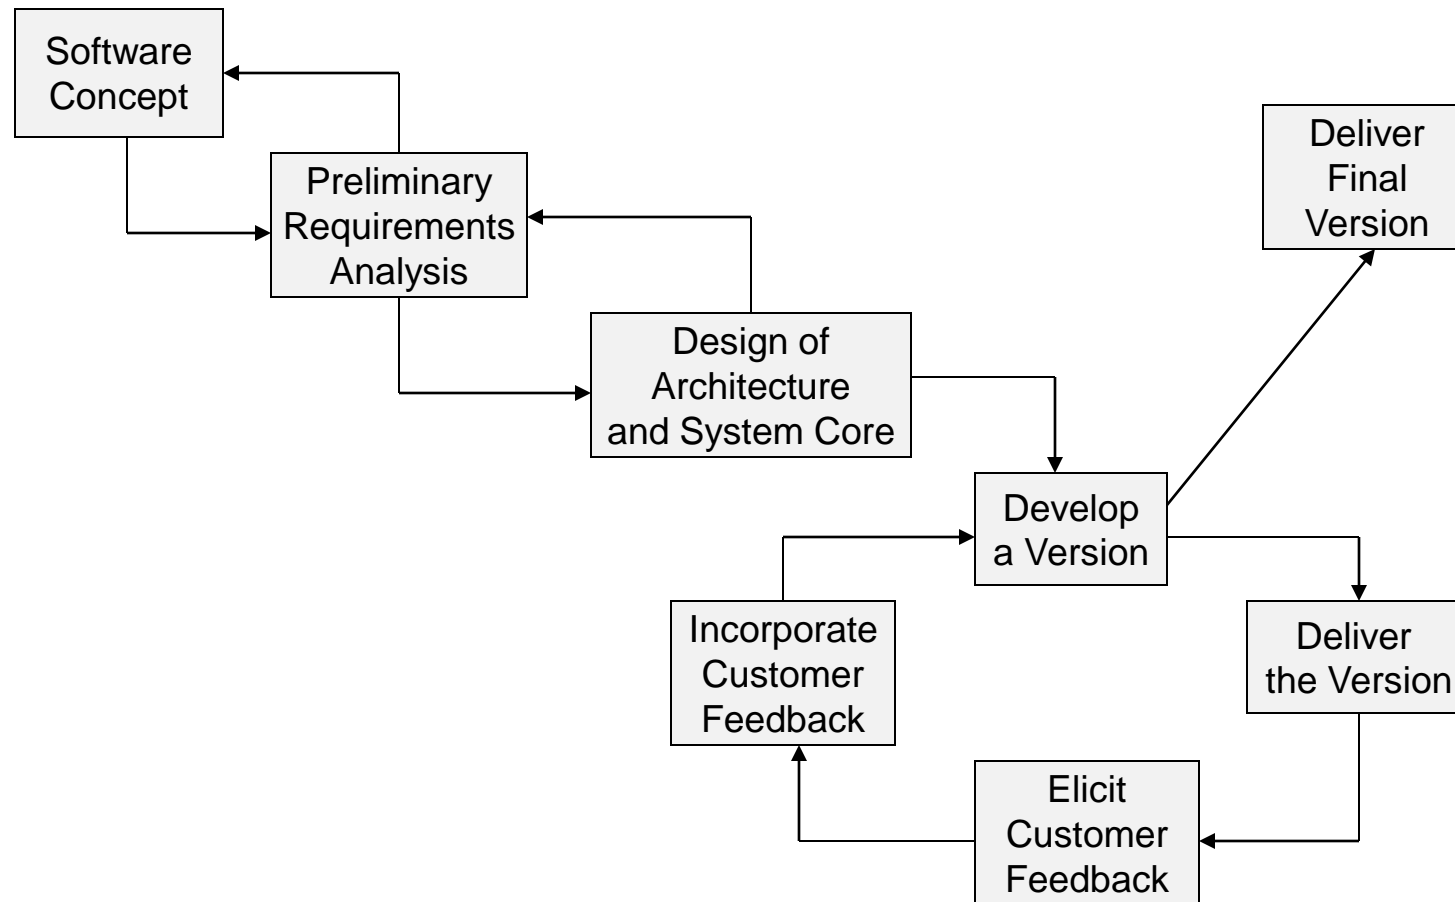 Software
Concept
Preliminary
Requirements
Analysis
Design of
Architecture
and System Core
Deliver
Final
Version
Develop
a Version
Incorporate
Customer
Feedback
Deliver
the Version
Elicit
Customer
Feedback